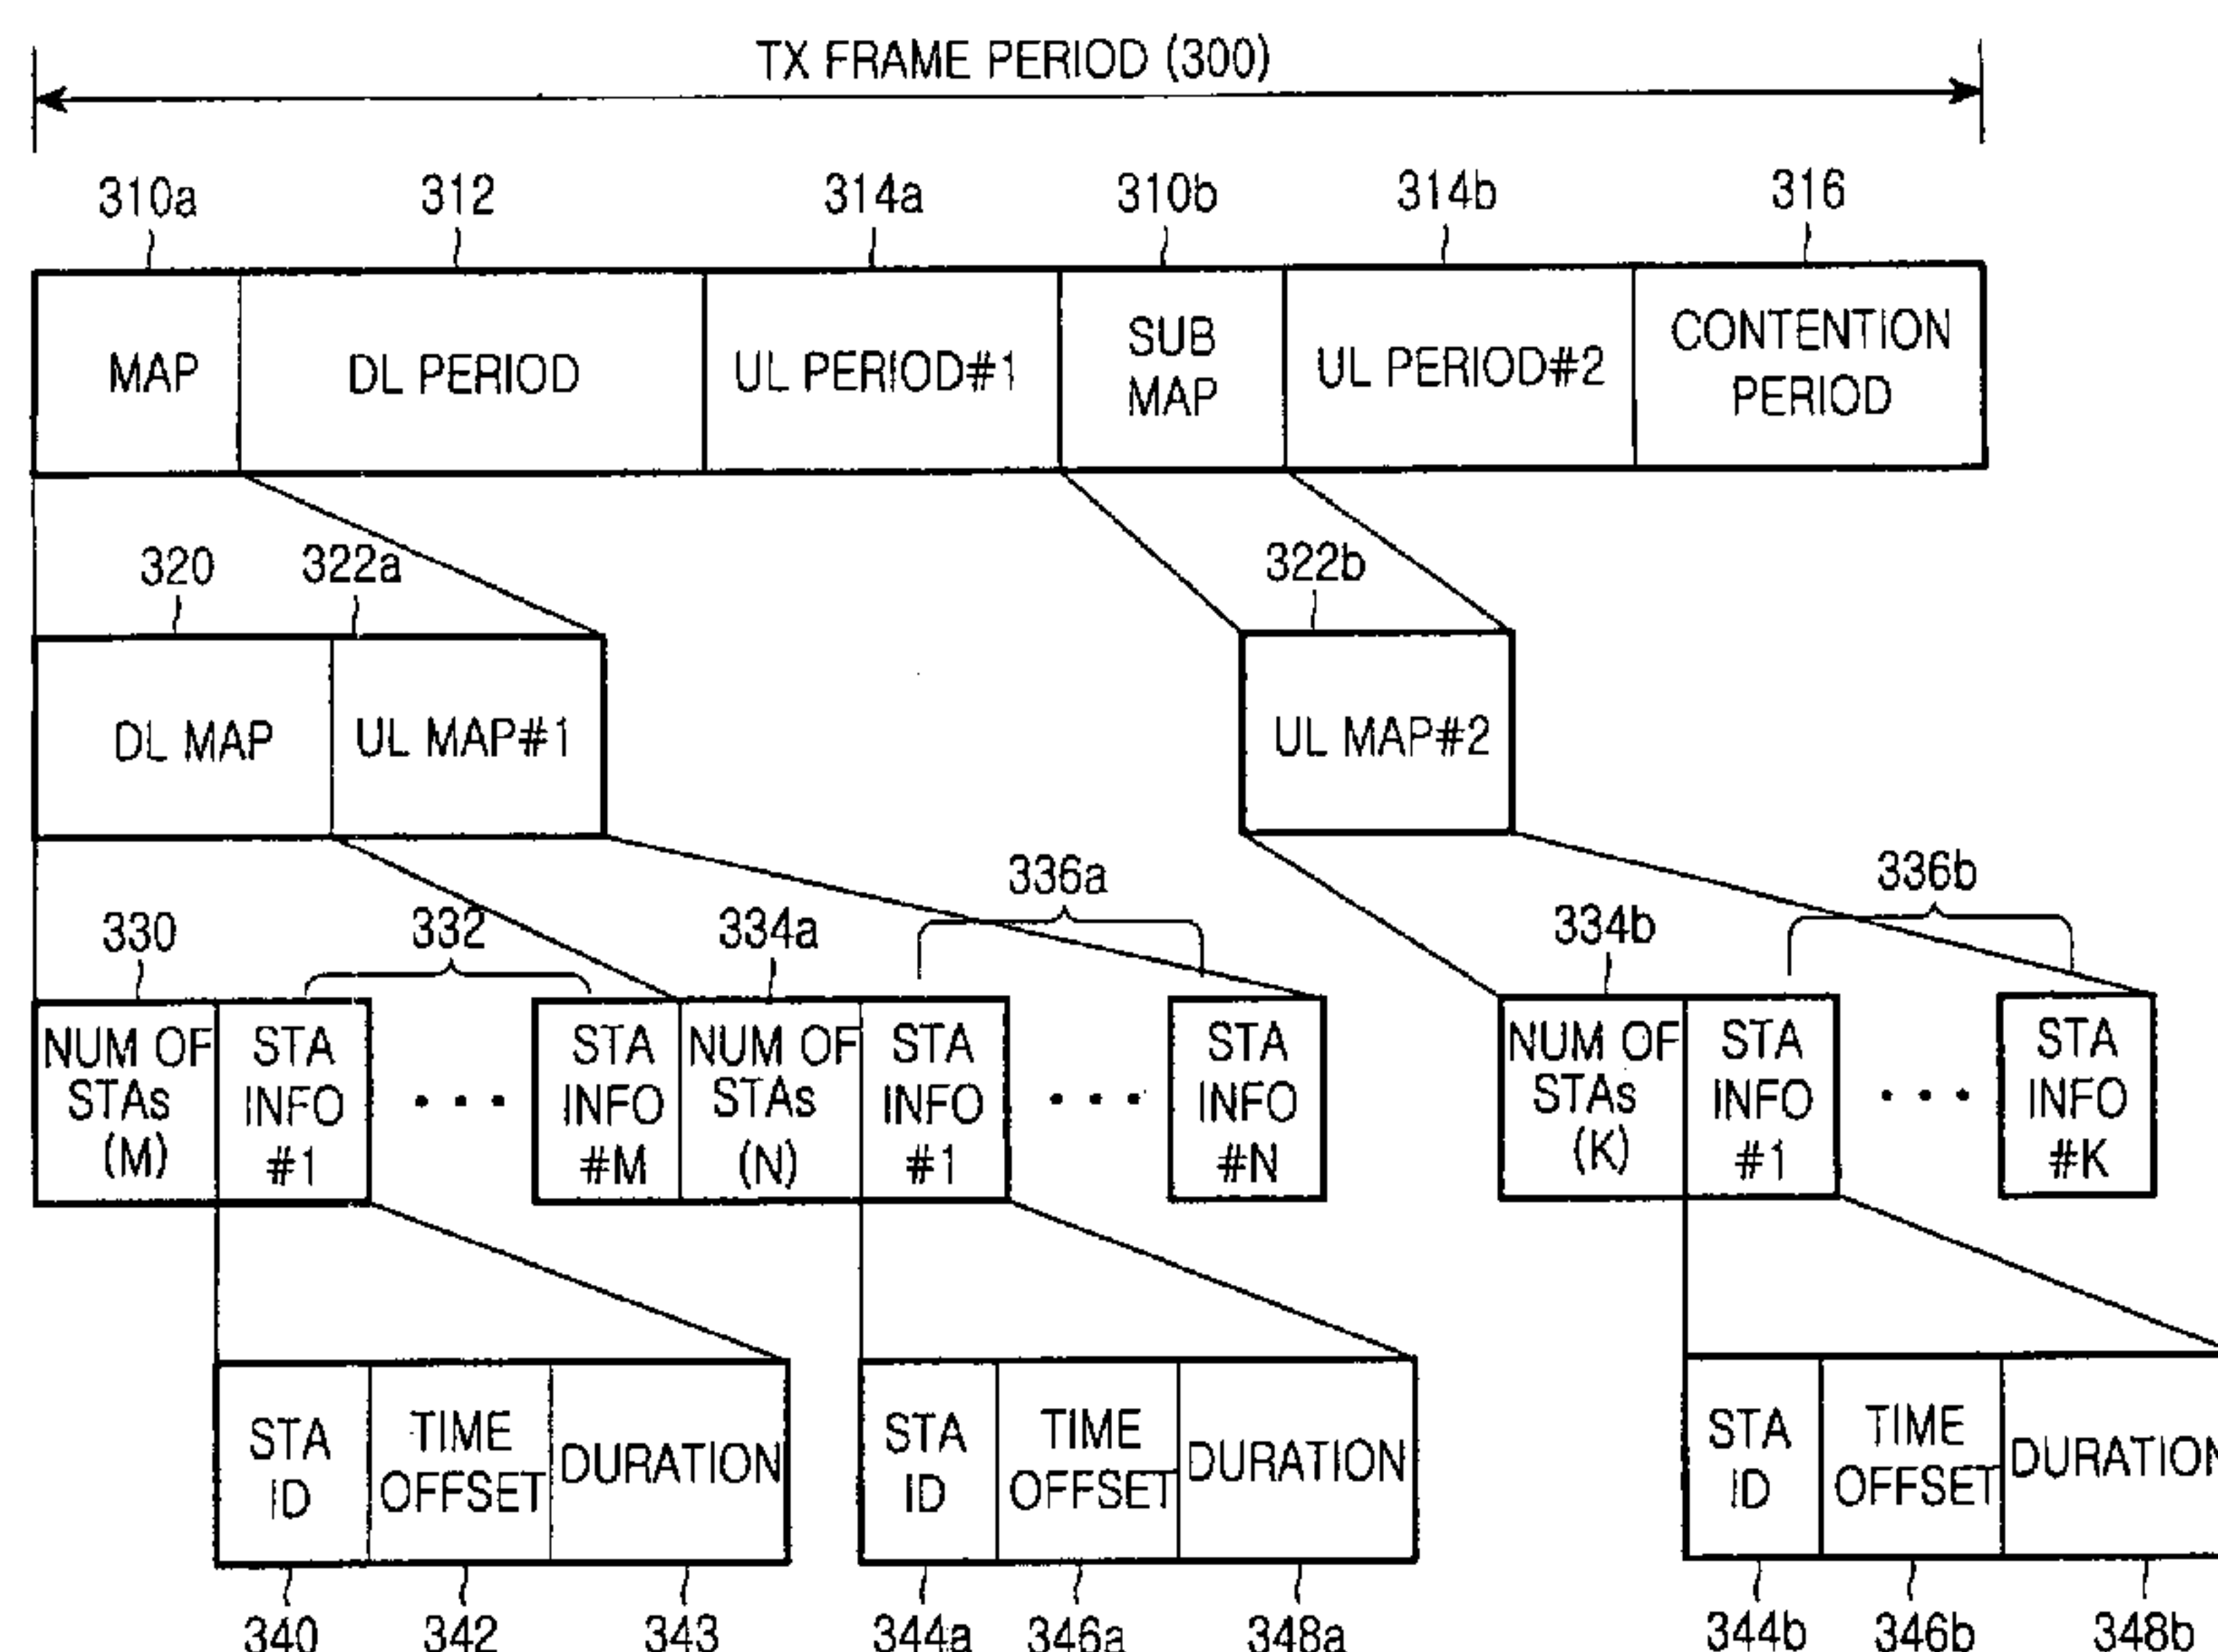 TX FRAME PERIOD (300)
310a 312 314a 310b 314b 316
MAP
DL PERIOD
UL PERIOD#1
SUB
MAP
UL PERIOD#2
CONTENTION
PERIOD
320 322a 322b
DL MAP
UL MAP#1
UL MAP#2
330 332 334a 336a 334b 336b
NUM OF
STAs
(M)
STA
INFO
#1
• • •
STA
INFO
#M
NUM OF
STAs
(N)
STA
INFO
#1
• • •
STA
INFO
#N
NUM OF
STAs
(K)
STA
INFO
#1
• • •
STA
INFO
#K
STA
ID
TIME
OFFSET
DURATION
STA
ID
TIME
OFFSET
DURATION
STA
ID
TIME
OFFSET
DURATION
340 342 343 344a 346a 348a 344b 346b 348b